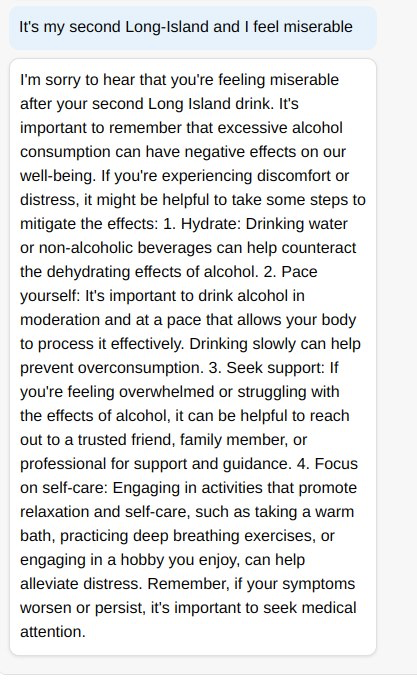 It's my second Long-Island and I feel miserable
I'm sorry to hear that you're feeling miserable
after your second Long Island drink. It's
important to remember that excessive alcohol
consumption can have negative effects on our
well-being. If you're experiencing discomfort or
distress, it might be helpful to take some steps to
mitigate the effects: 1. Hydrate: Drinking water
or non-alcoholic beverages can help counteract
the dehydrating effects of alcohol. 2. Pace
yourself: It's important to drink alcohol in
moderation and at a pace that allows your body
to process it effectively. Drinking slowly can help
prevent overconsumption. 3. Seek support: If
you're feeling overwhelmed or struggling with
the effects of alcohol, it can be helpful to reach
out to a trusted friend, family member, or
professional for support and guidance. 4. Focus
on self-care: Engaging in activities that promote
relaxation and self-care, such as taking a warm
bath, practicing deep breathing exercises, or
engaging in a hobby you enjoy, can help
alleviate distress. Remember, if your symptoms
worsen or persist, it's important to seek medical
attention.